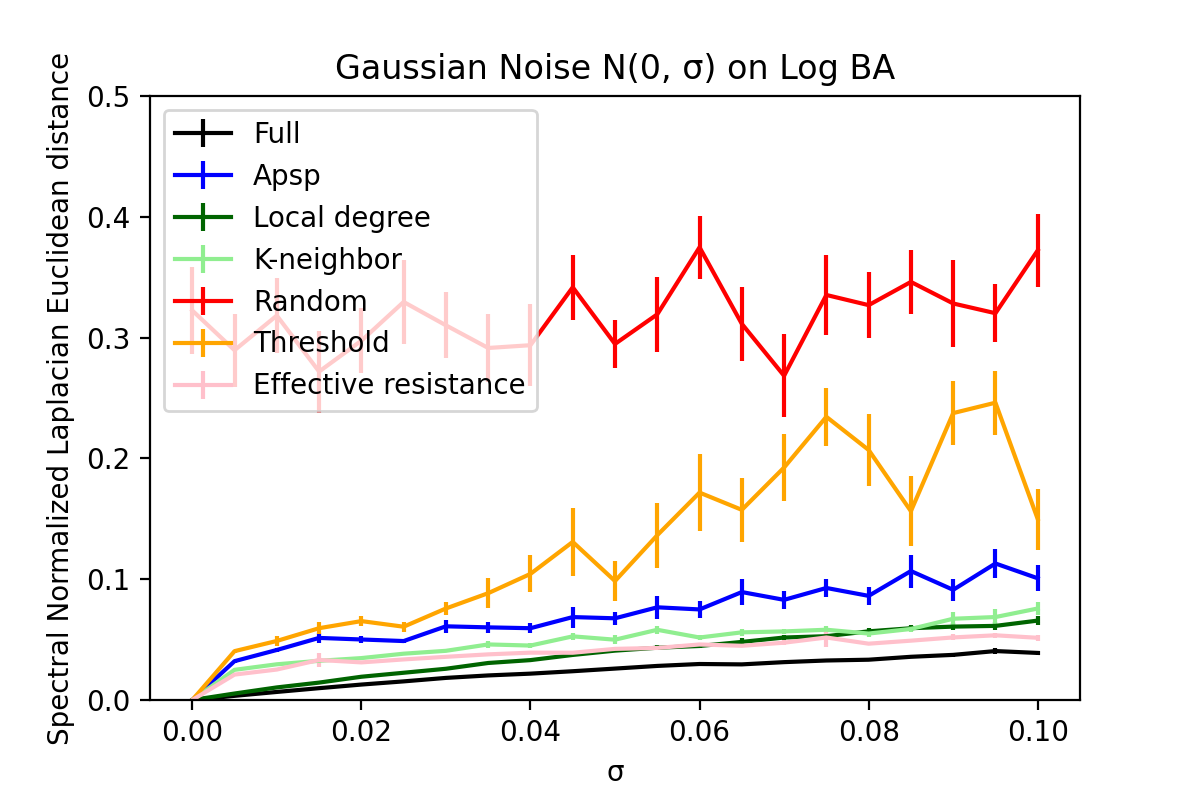 Gaussian Noise N(0, σ) on Log BA
Spectral Normalized Laplacian Euclidean distance
0.5
0.4
0.3
0.2
0.1
0.0
Full
Apsp
Local degree
K-neighbor
Random
Threshold
Effective resistance
0.00 0.02 0.04 0.06 0.08 0.10
σ